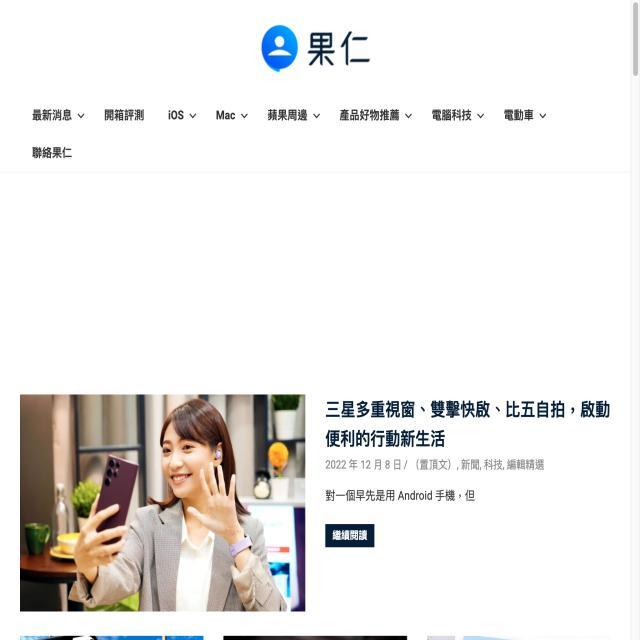 果仁
最新消息 開箱評測 iOS Mac 蘋果周邊 產品好物推薦 電腦科技 電動車
聯絡果仁
三星多重視窗、雙擊快啟、比五自拍，啟動
便利的行動新生活
2022 年 12 月 8 日 / （置頂文）, 新聞, 科技, 編輯精選
對一個早先是用 Android 手機，但
繼續閱讀